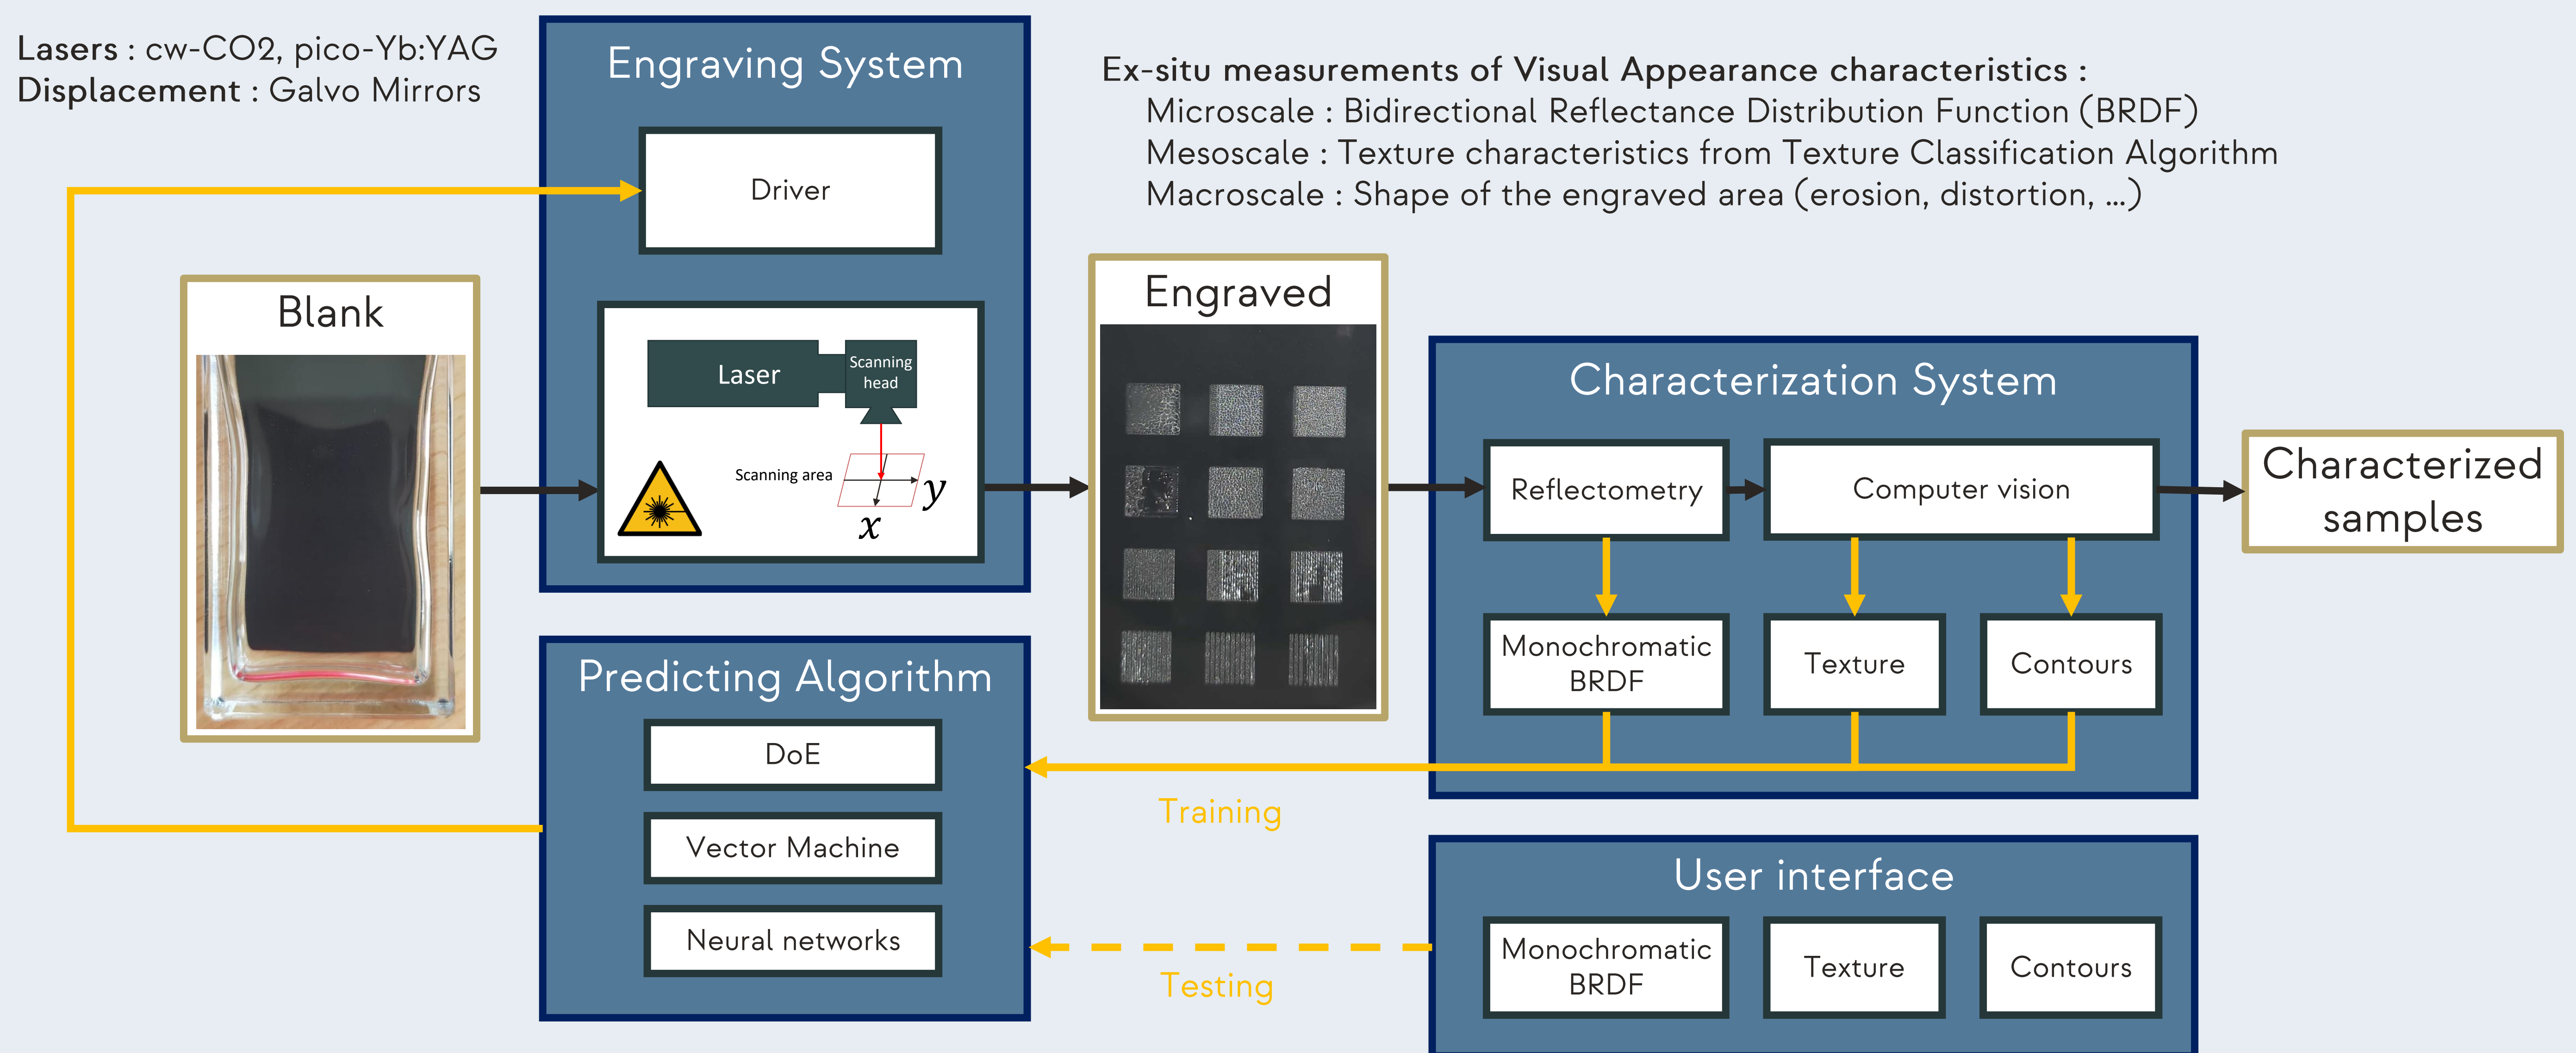 Lasers : cw-CO2, pico-Yb:YAG
Displacement : Galvo Mirrors
Engraving System
Driver
Ex-situ measurements of Visual Appearance characteristics :
Microscale : Bidirectional Reflectance Distribution Function (BRDF)
Mesoscale : Texture characteristics from Texture Classification Algorithm
Macroscale : Shape of the engraved area (erosion, distortion, ...)
Blank
Laser
Scanning
head
Scanning area
y
x
Engraved
Characterization System
Reflectometry
Computer vision
Characterized
samples
Monochromatic
BRDF
Texture
Contours
Predicting Algorithm
DoE
Vector Machine
Neural networks
Training
Testing
User interface
Monochromatic
BRDF
Texture
Contours